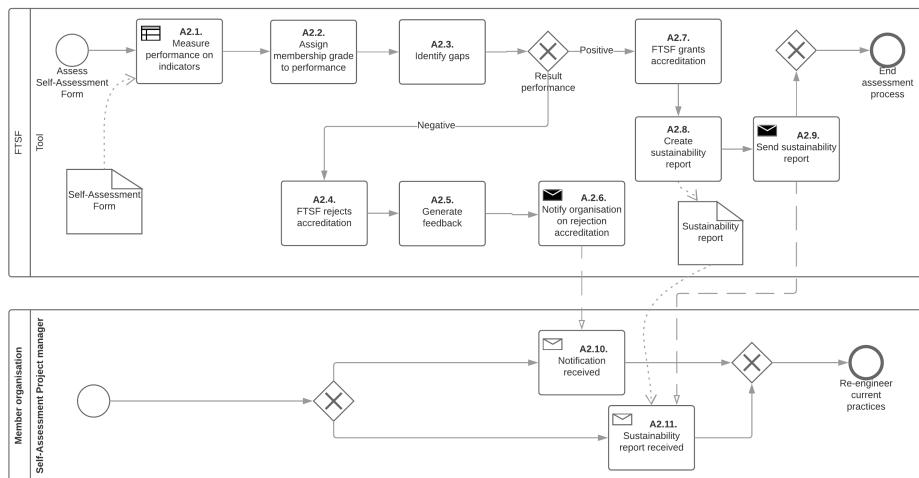 FTSF
Tool
Assess
Self-Assessment
Form
A2.1.
Measure
performance on
indicators
A2.2.
Assign
membership grade
to performance
A2.3.
Identify gaps
Result
performance
Positive
A2.7.
FTSF grants
accreditation
End
assessment
process
Negative
A2.8.
Create
sustainability
report
A2.9.
Send sustainability
report
Self-Assessment
Form
A2.4.
FTSF rejects
accreditation
A2.5.
Generate
feedback
A.2.6.
Notify organisation
on rejection
accreditation
Sustainability
report
Member organisation
Self-Assessment Project manager
A2.10.
Notification
received
A2.11.
Sustainability
report received
Re-engineer
current
practices